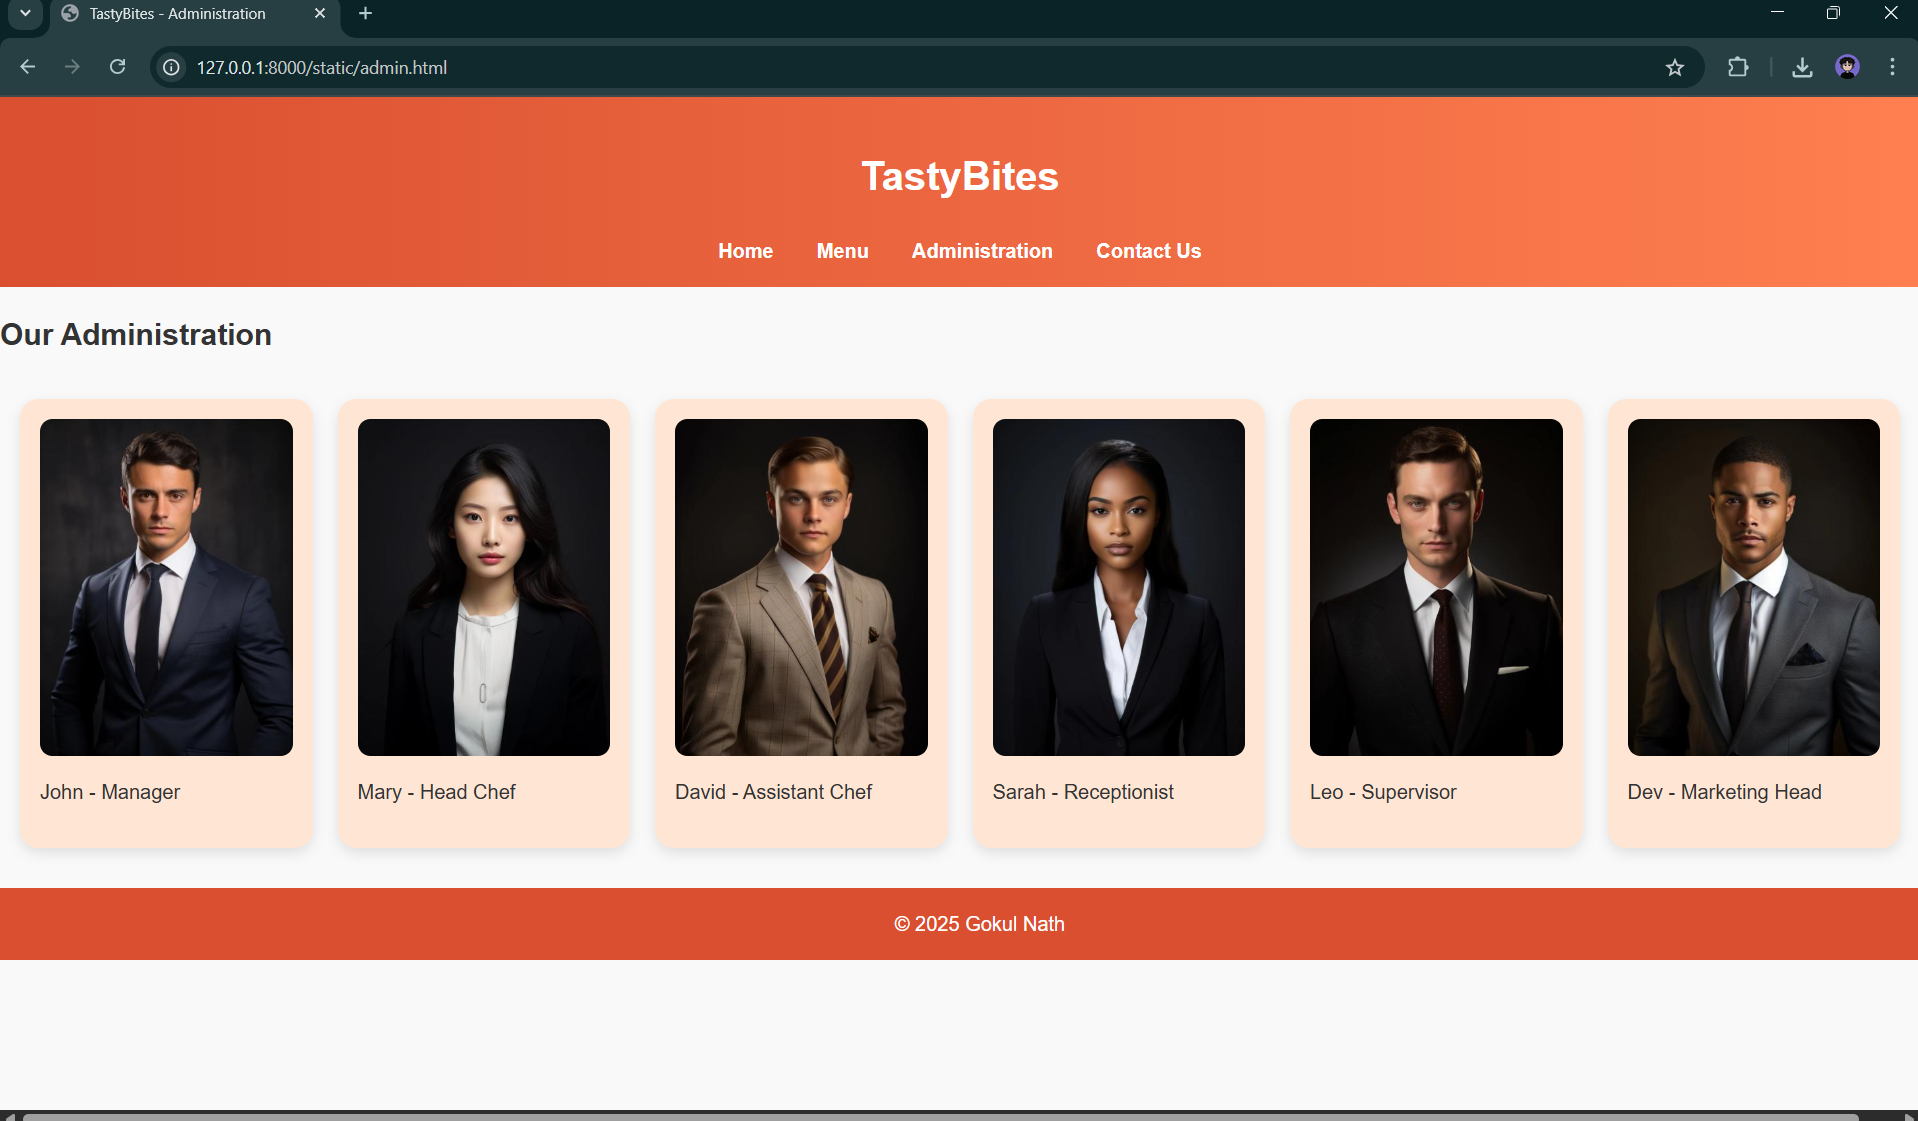 TastyBites - Administration
127.0.0.1:8000/static/admin.html
TastyBites
Home Menu Administration Contact Us
Our Administration
John - Manager
Mary - Head Chef
David - Assistant Chef
Sarah - Receptionist
Leo - Supervisor
Dev - Marketing Head
© 2025 Gokul Nath